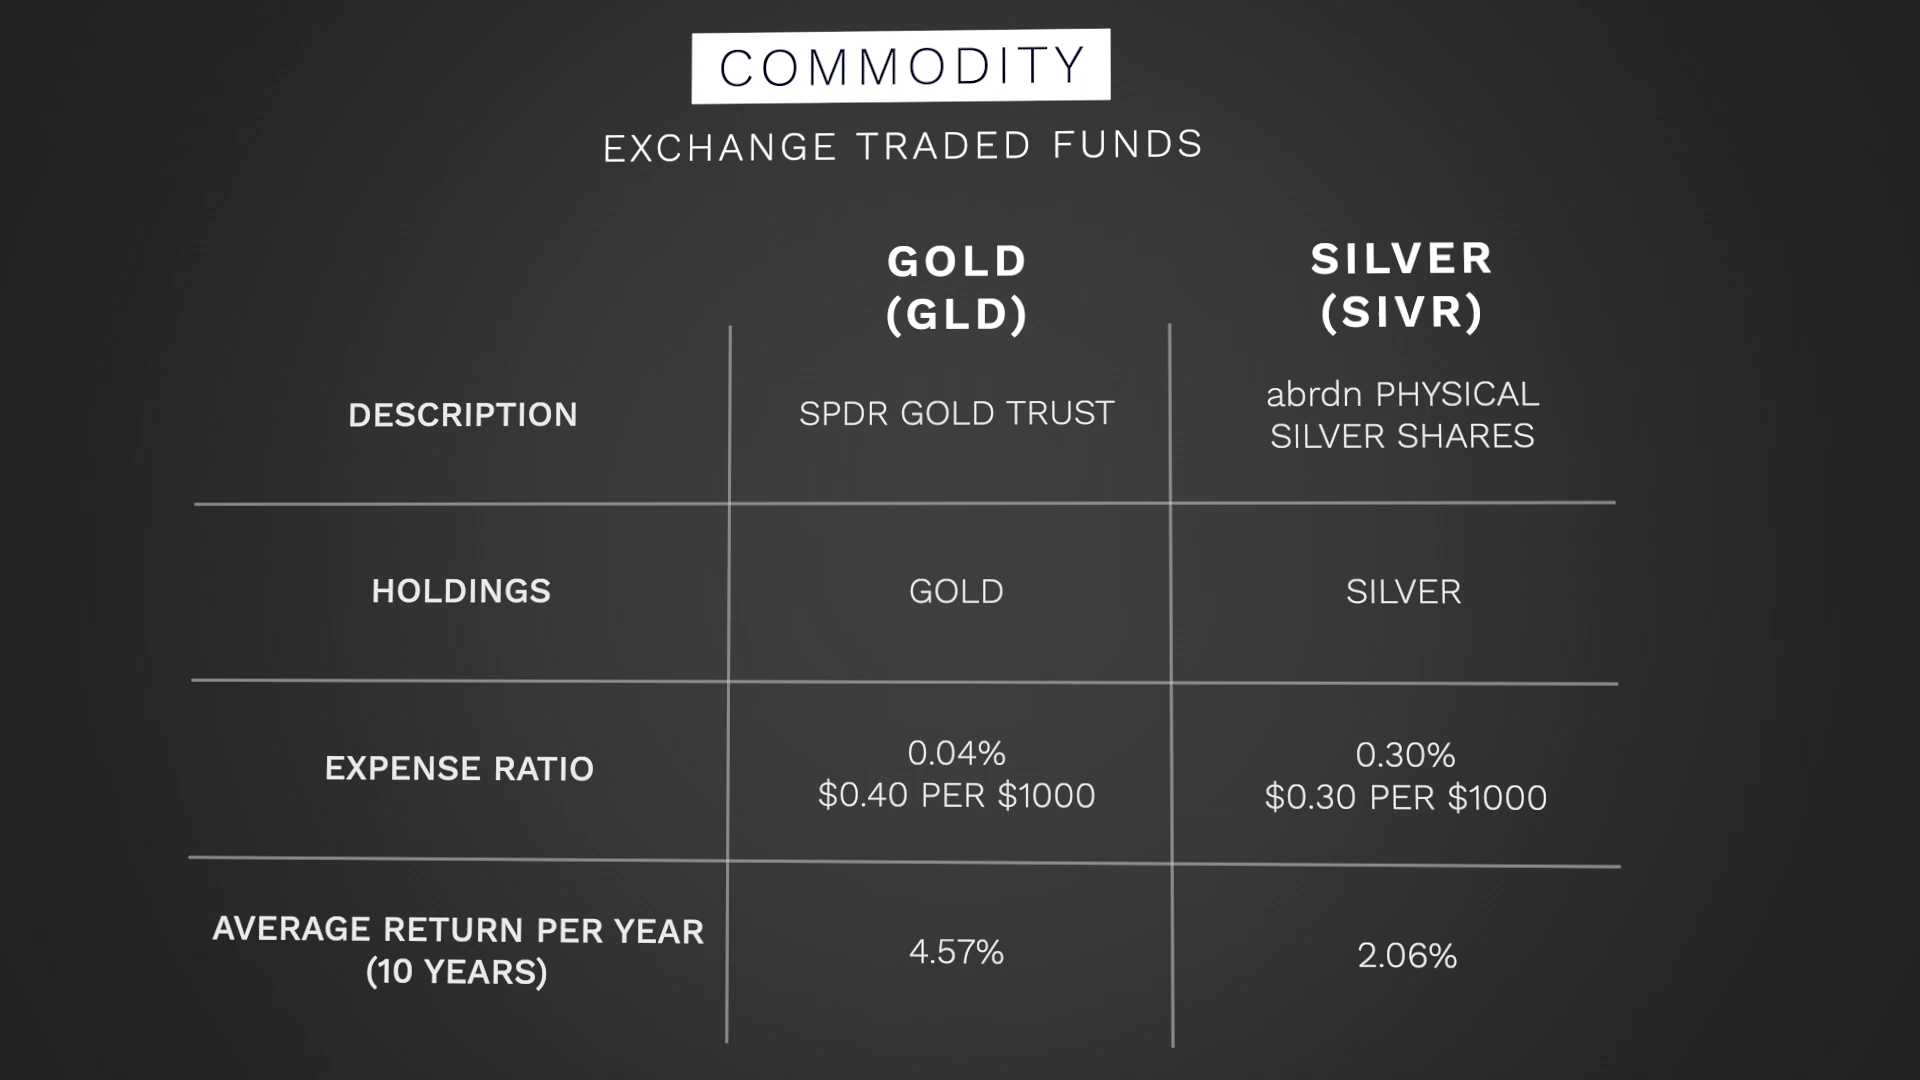 COMMODITY
EXCHANGE TRADED FUNDS
GOLD
(GLD)
SILVER
(SIVR)
DESCRIPTION
SPDR GOLD TRUST
abrdn PHYSICAL
SILVER SHARES
HOLDINGS
GOLD
SILVER
EXPENSE RATIO
0.04%
$0.40 PER $1000
0.30%
$0.30 PER $1000
AVERAGE RETURN PER YEAR
(10 YEARS)
4.57%
2.06%